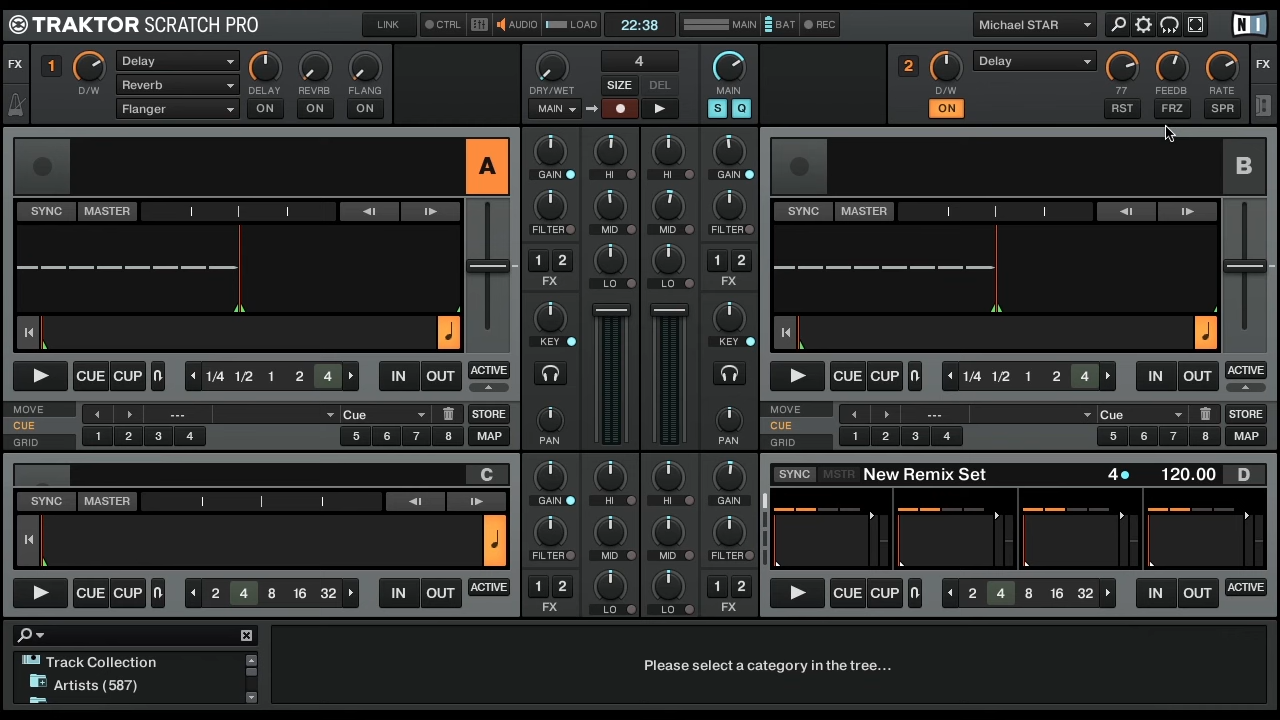 TRAKTOR SCRATCH PRO LINK CTRL AUDIO LOAD 22:38 MAIN BAT REC Michael STAR
FX 1 Delay 4 2 Delay FX
Reverb SIZE DEL
D/W DELAY REVRB FLANG DRY/WET MAIN D/W 77 FEEDB RATE
Flanger ON ON ON MAIN S Q ON RST FRZ SPR
A GAIN HI HI GAIN B
SYNC MASTER SYNC MASTER
FILTER MID MID FILTER
1 2 1 2
FX LO LO FX
KEY KEY
CUE CUP 1/4 1/2 1 2 4 IN OUT ACTIVE CUE CUP 1/4 1/2 1 2 4 IN OUT ACTIVE
MOVE MOVE
CUE --- Cue STORE CUE --- Cue STORE
GRID 1 2 3 4 5 6 7 8 MAP PAN PAN GRID 1 2 3 4 5 6 7 8 MAP
C SYNC MSTR New Remix Set 4 120.00 D
SYNC MASTER GAIN HI HI GAIN
FILTER MID MID FILTER
CUE CUP 2 4 8 16 32 IN OUT ACTIVE 1 2 1 2 CUE CUP 2 4 8 16 32 IN OUT ACTIVE
FX LO LO FX
Track Collection
Artists (587)
Please select a category in the tree...